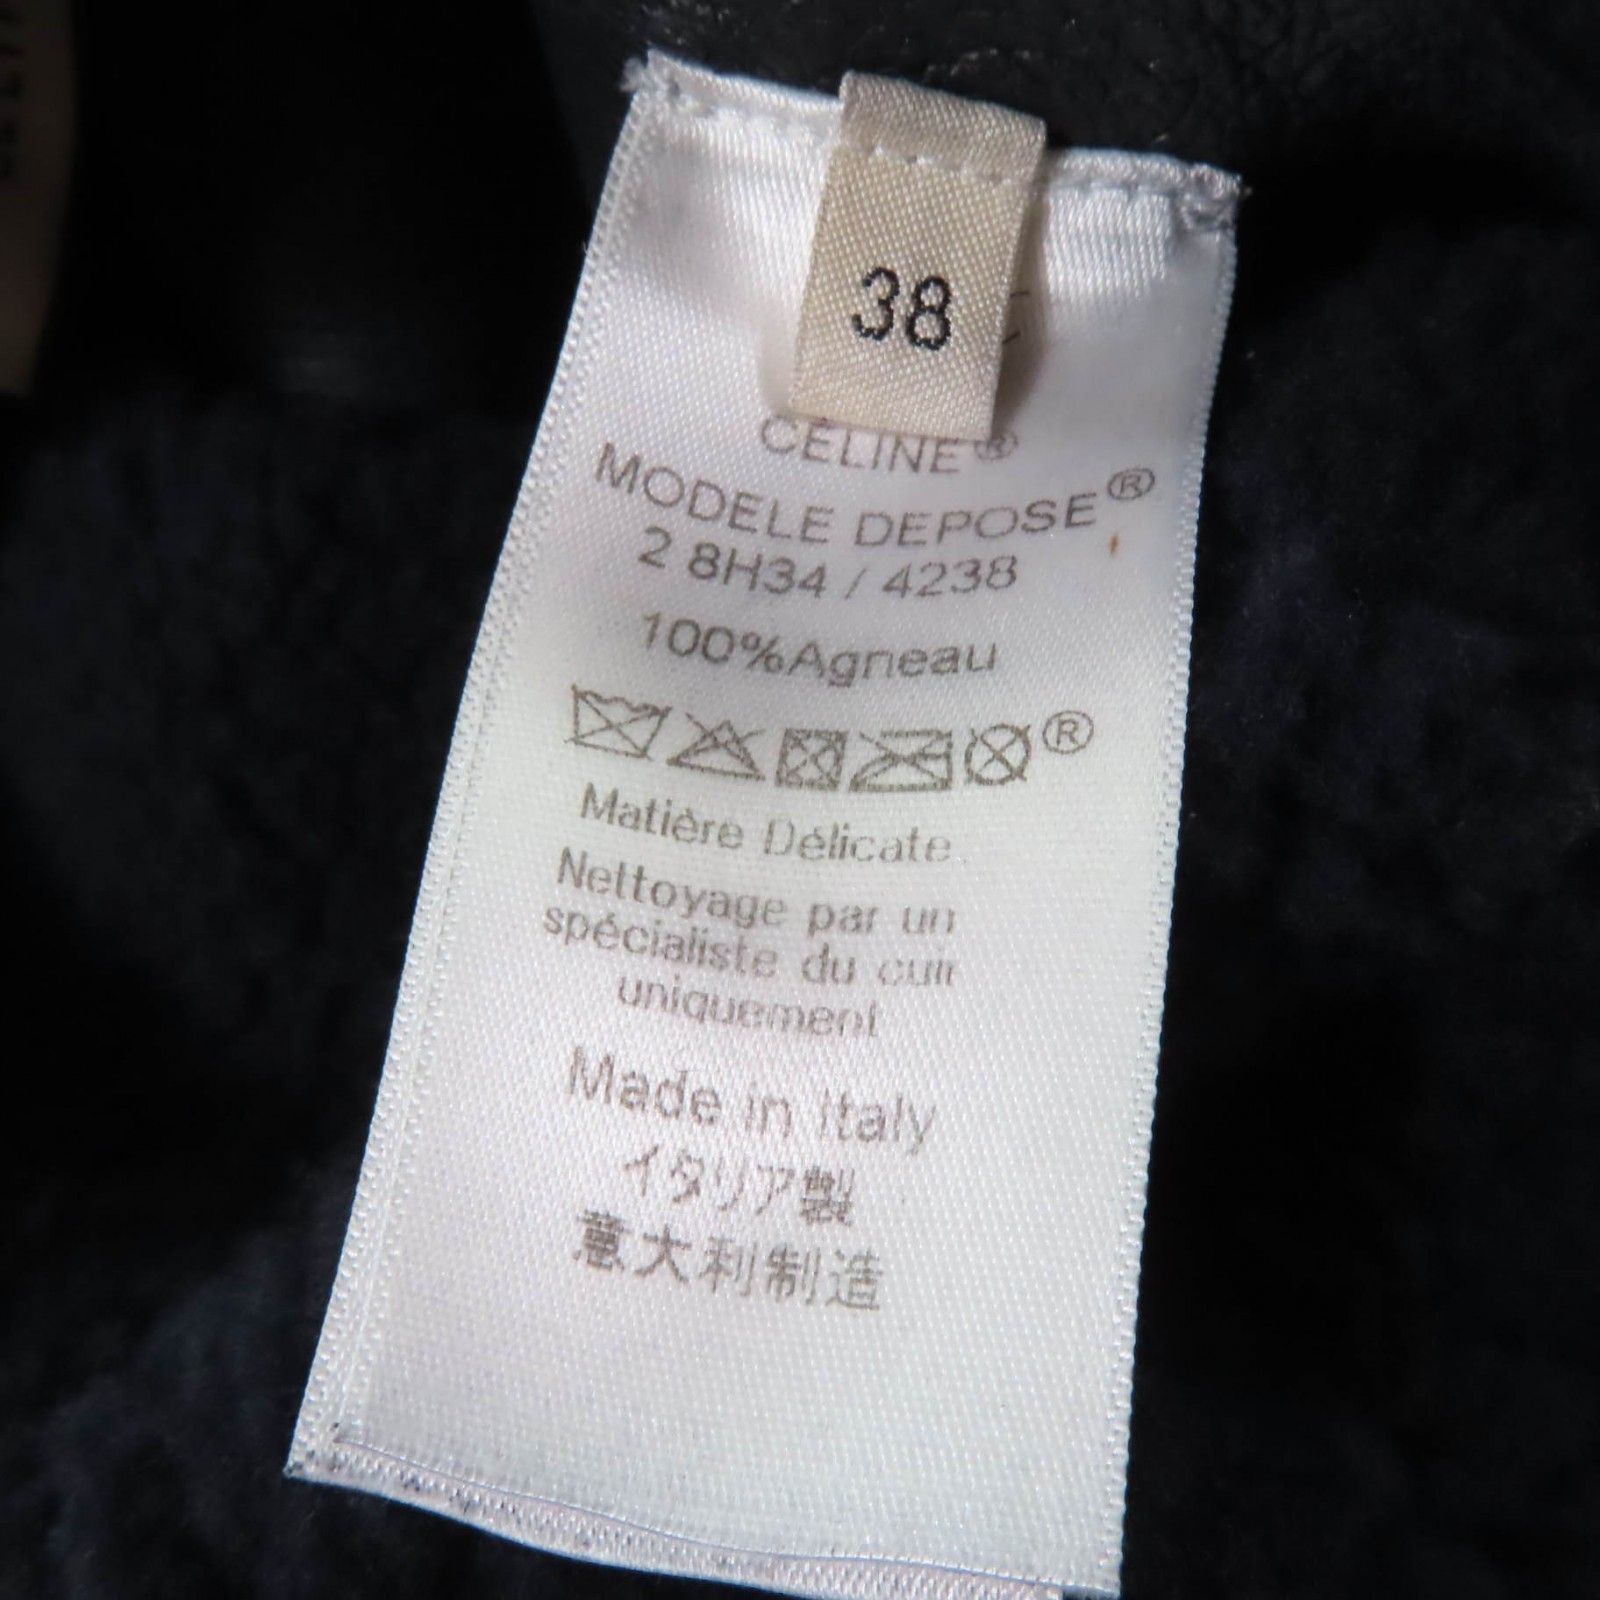 38
CÉLINE®
MODELE DEPOSE®
2 8H34 / 4238
100%Agneau
®
Matière Délicate
Nettoyage par un
spécialiste du cuir
uniquement
Made in Italy
イタリア製
意大利制造